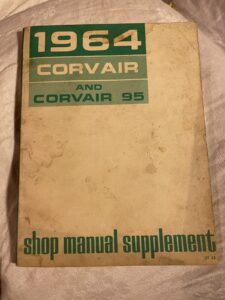 1964
CORVAIR
AND
CORVAIR 95
shop manual supplement